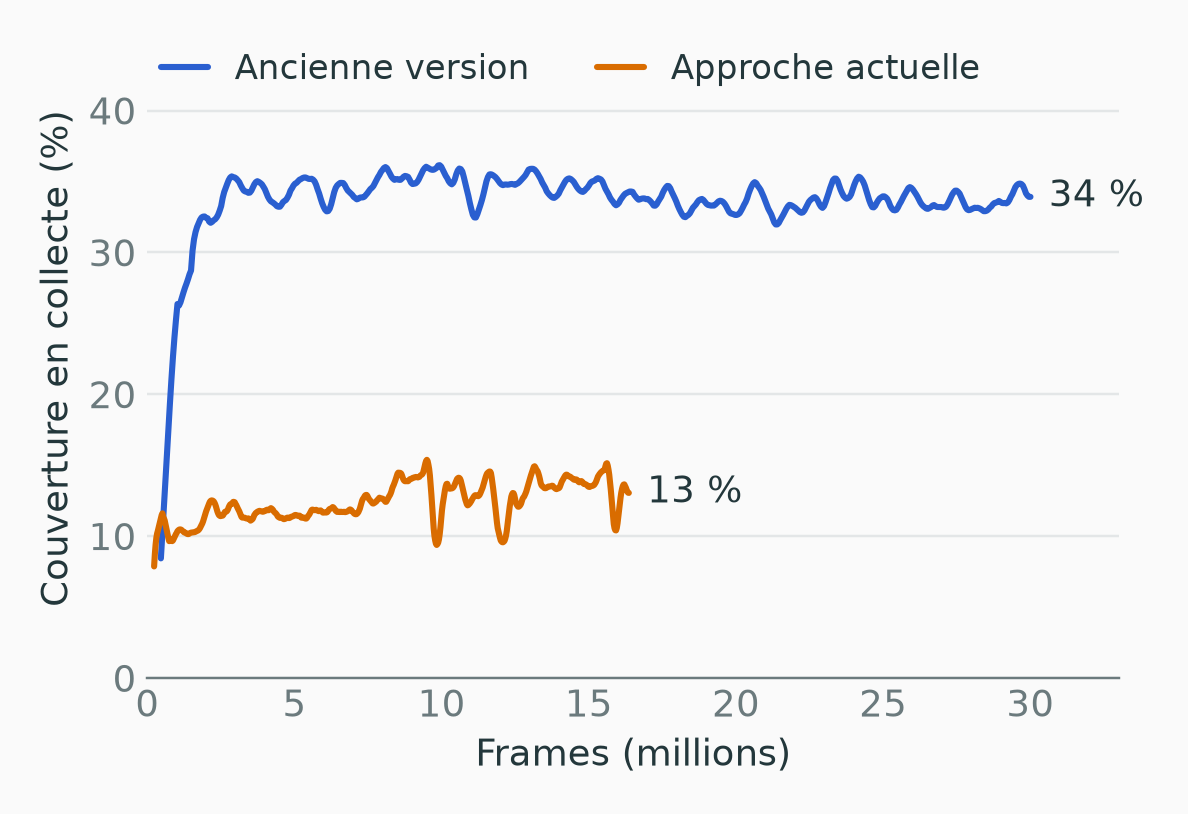 Ancienne version
Approche actuelle
Couverture en collecte (%)
40
30
20
10
0
34 %
13 %
0 5 10 15 20 25 30
Frames (millions)